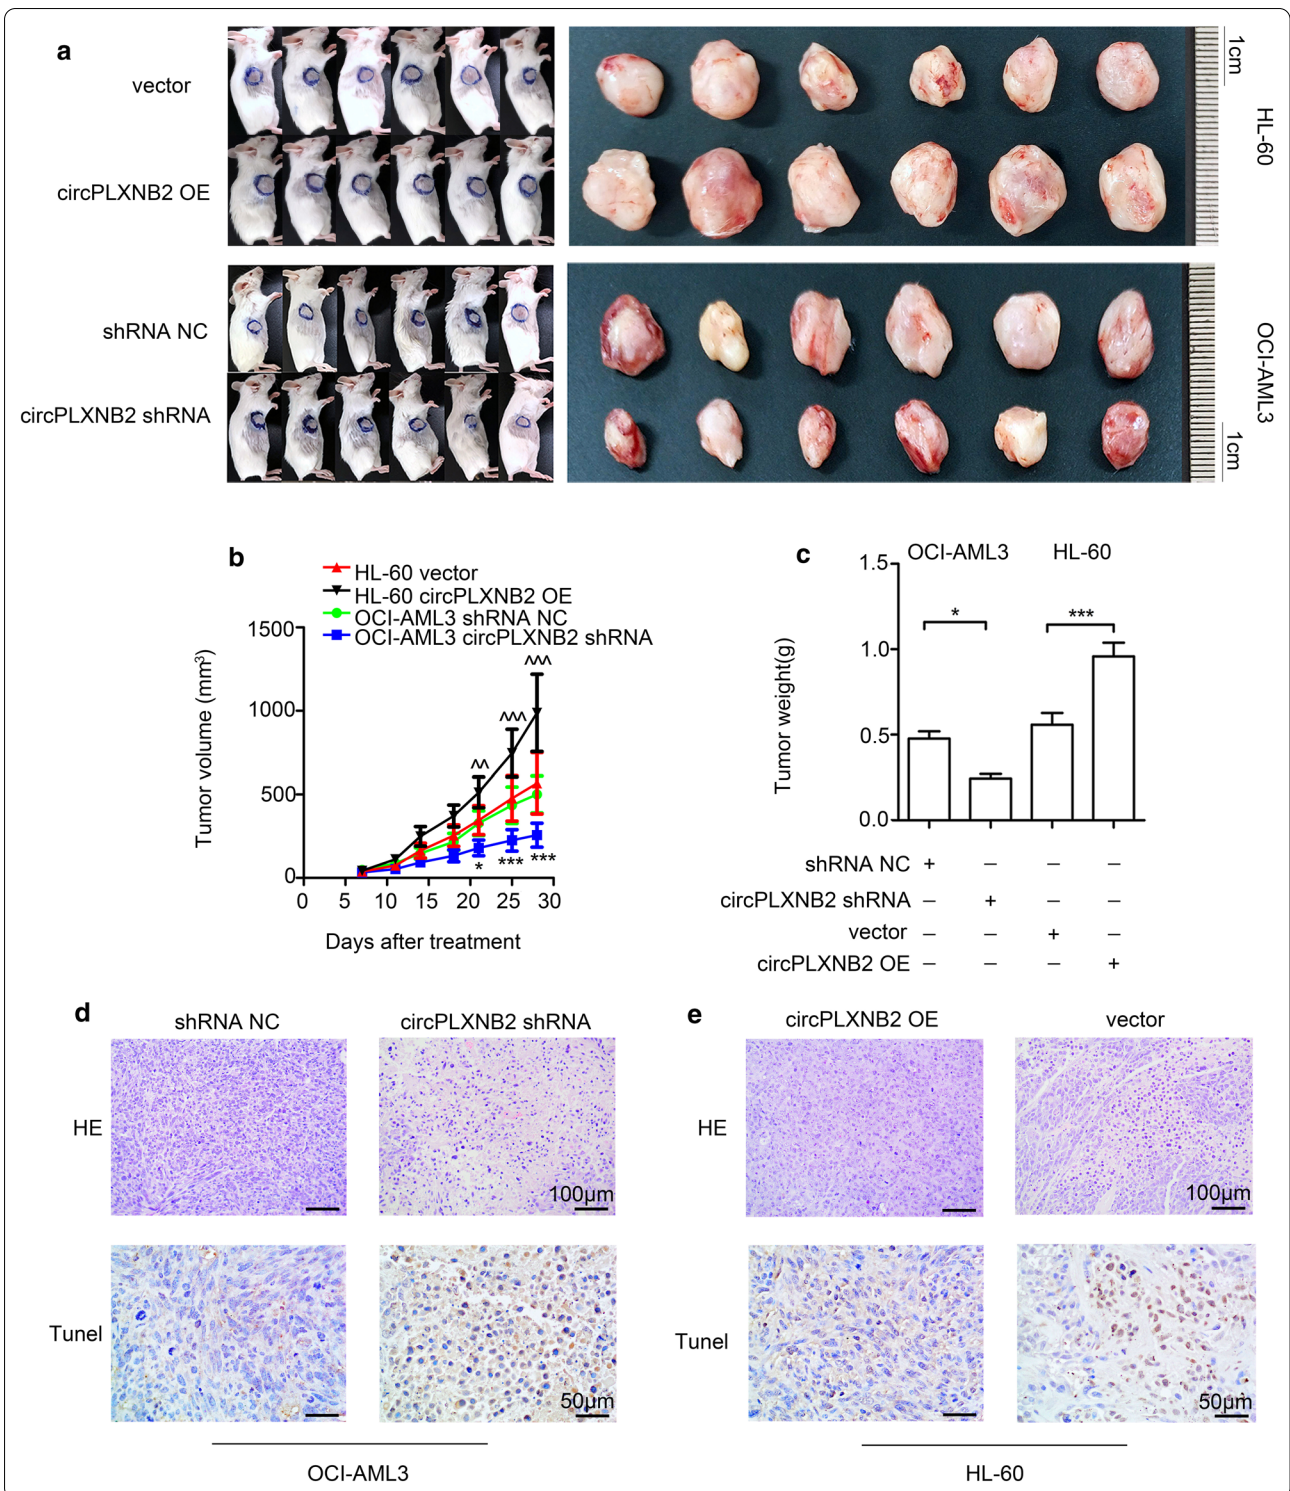 a
vector
circPLXNB2 OE
1cm
HL-60
shRNA NC
circPLXNB2 shRNA
OCI-AML3
1cm
b
HL-60 vector
HL-60 circPLXNB2 OE
OCI-AML3 shRNA NC
OCI-AML3 circPLXNB2 shRNA
Tumor volume (mm³)
1500
1000
500
0
^^
^^^
^^^
*
***
***
0 5 10 15 20 25 30
Days after treatment
c
OCI-AML3 HL-60
Tumor weight(g)
1.5
1.0
0.5
0.0
*
***
shRNA NC + – – –
circPLXNB2 shRNA – + – –
vector – – + –
circPLXNB2 OE – – – +
d
shRNA NC circPLXNB2 shRNA
HE
100μm
Tunel
50μm
OCI-AML3
e
circPLXNB2 OE vector
HE
100μm
Tunel
50μm
HL-60